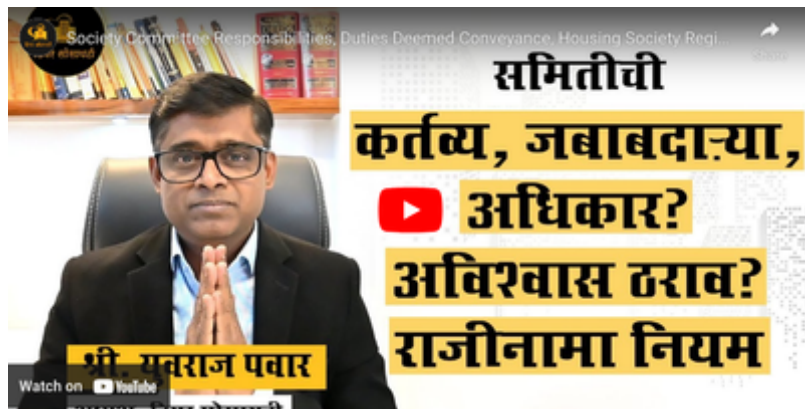 Society Committee Responsibilities, Duties Deemed Conveyance, Housing Society Regi...
Share
समितीची
कर्तव्य, जबाबदाऱ्या,
अधिकार?
अविश्वास ठराव?
राजीनामा नियम
श्री. युवराज पवार
Watch on YouTube